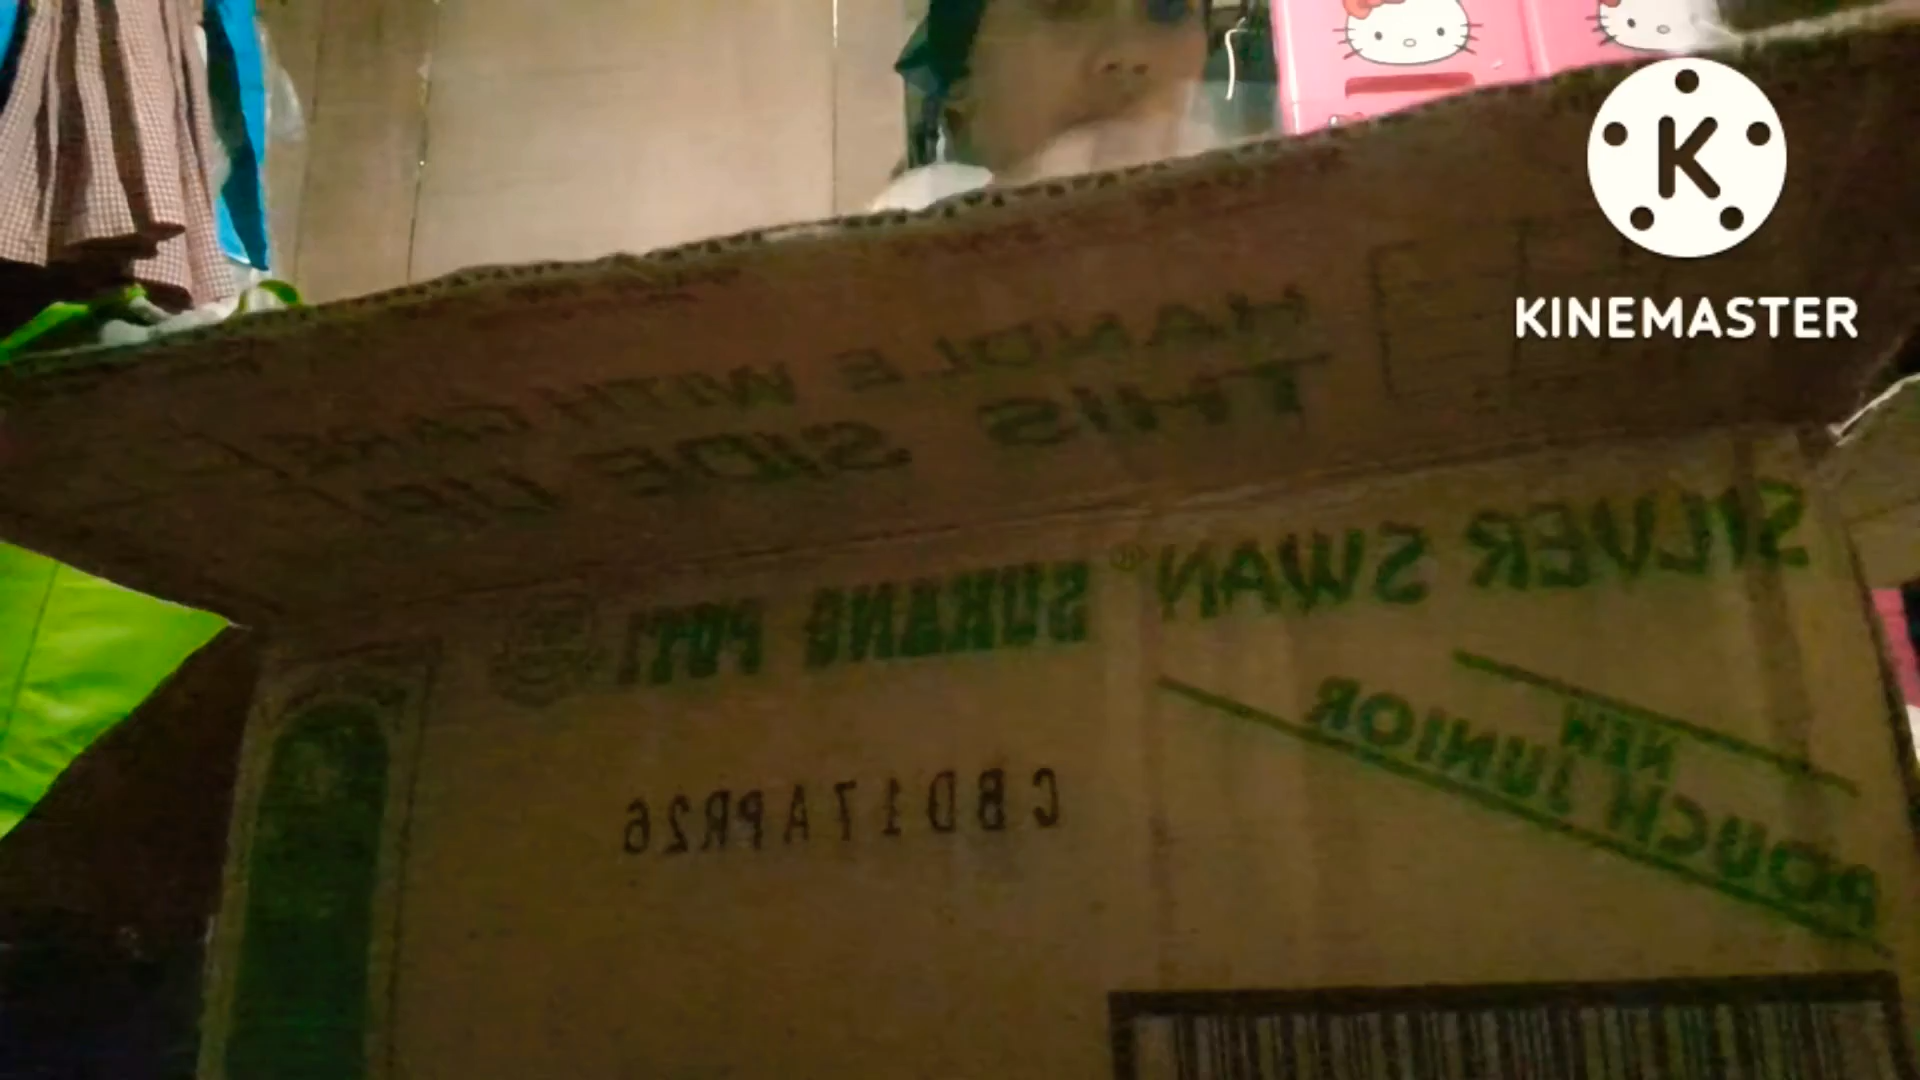 KINEMASTER
HANDLE WITH CARE
THIS SIDE UP
SILVER SWAN® SUKANG PUTI
NEW
POUCH JUNIOR
CBD17APR26